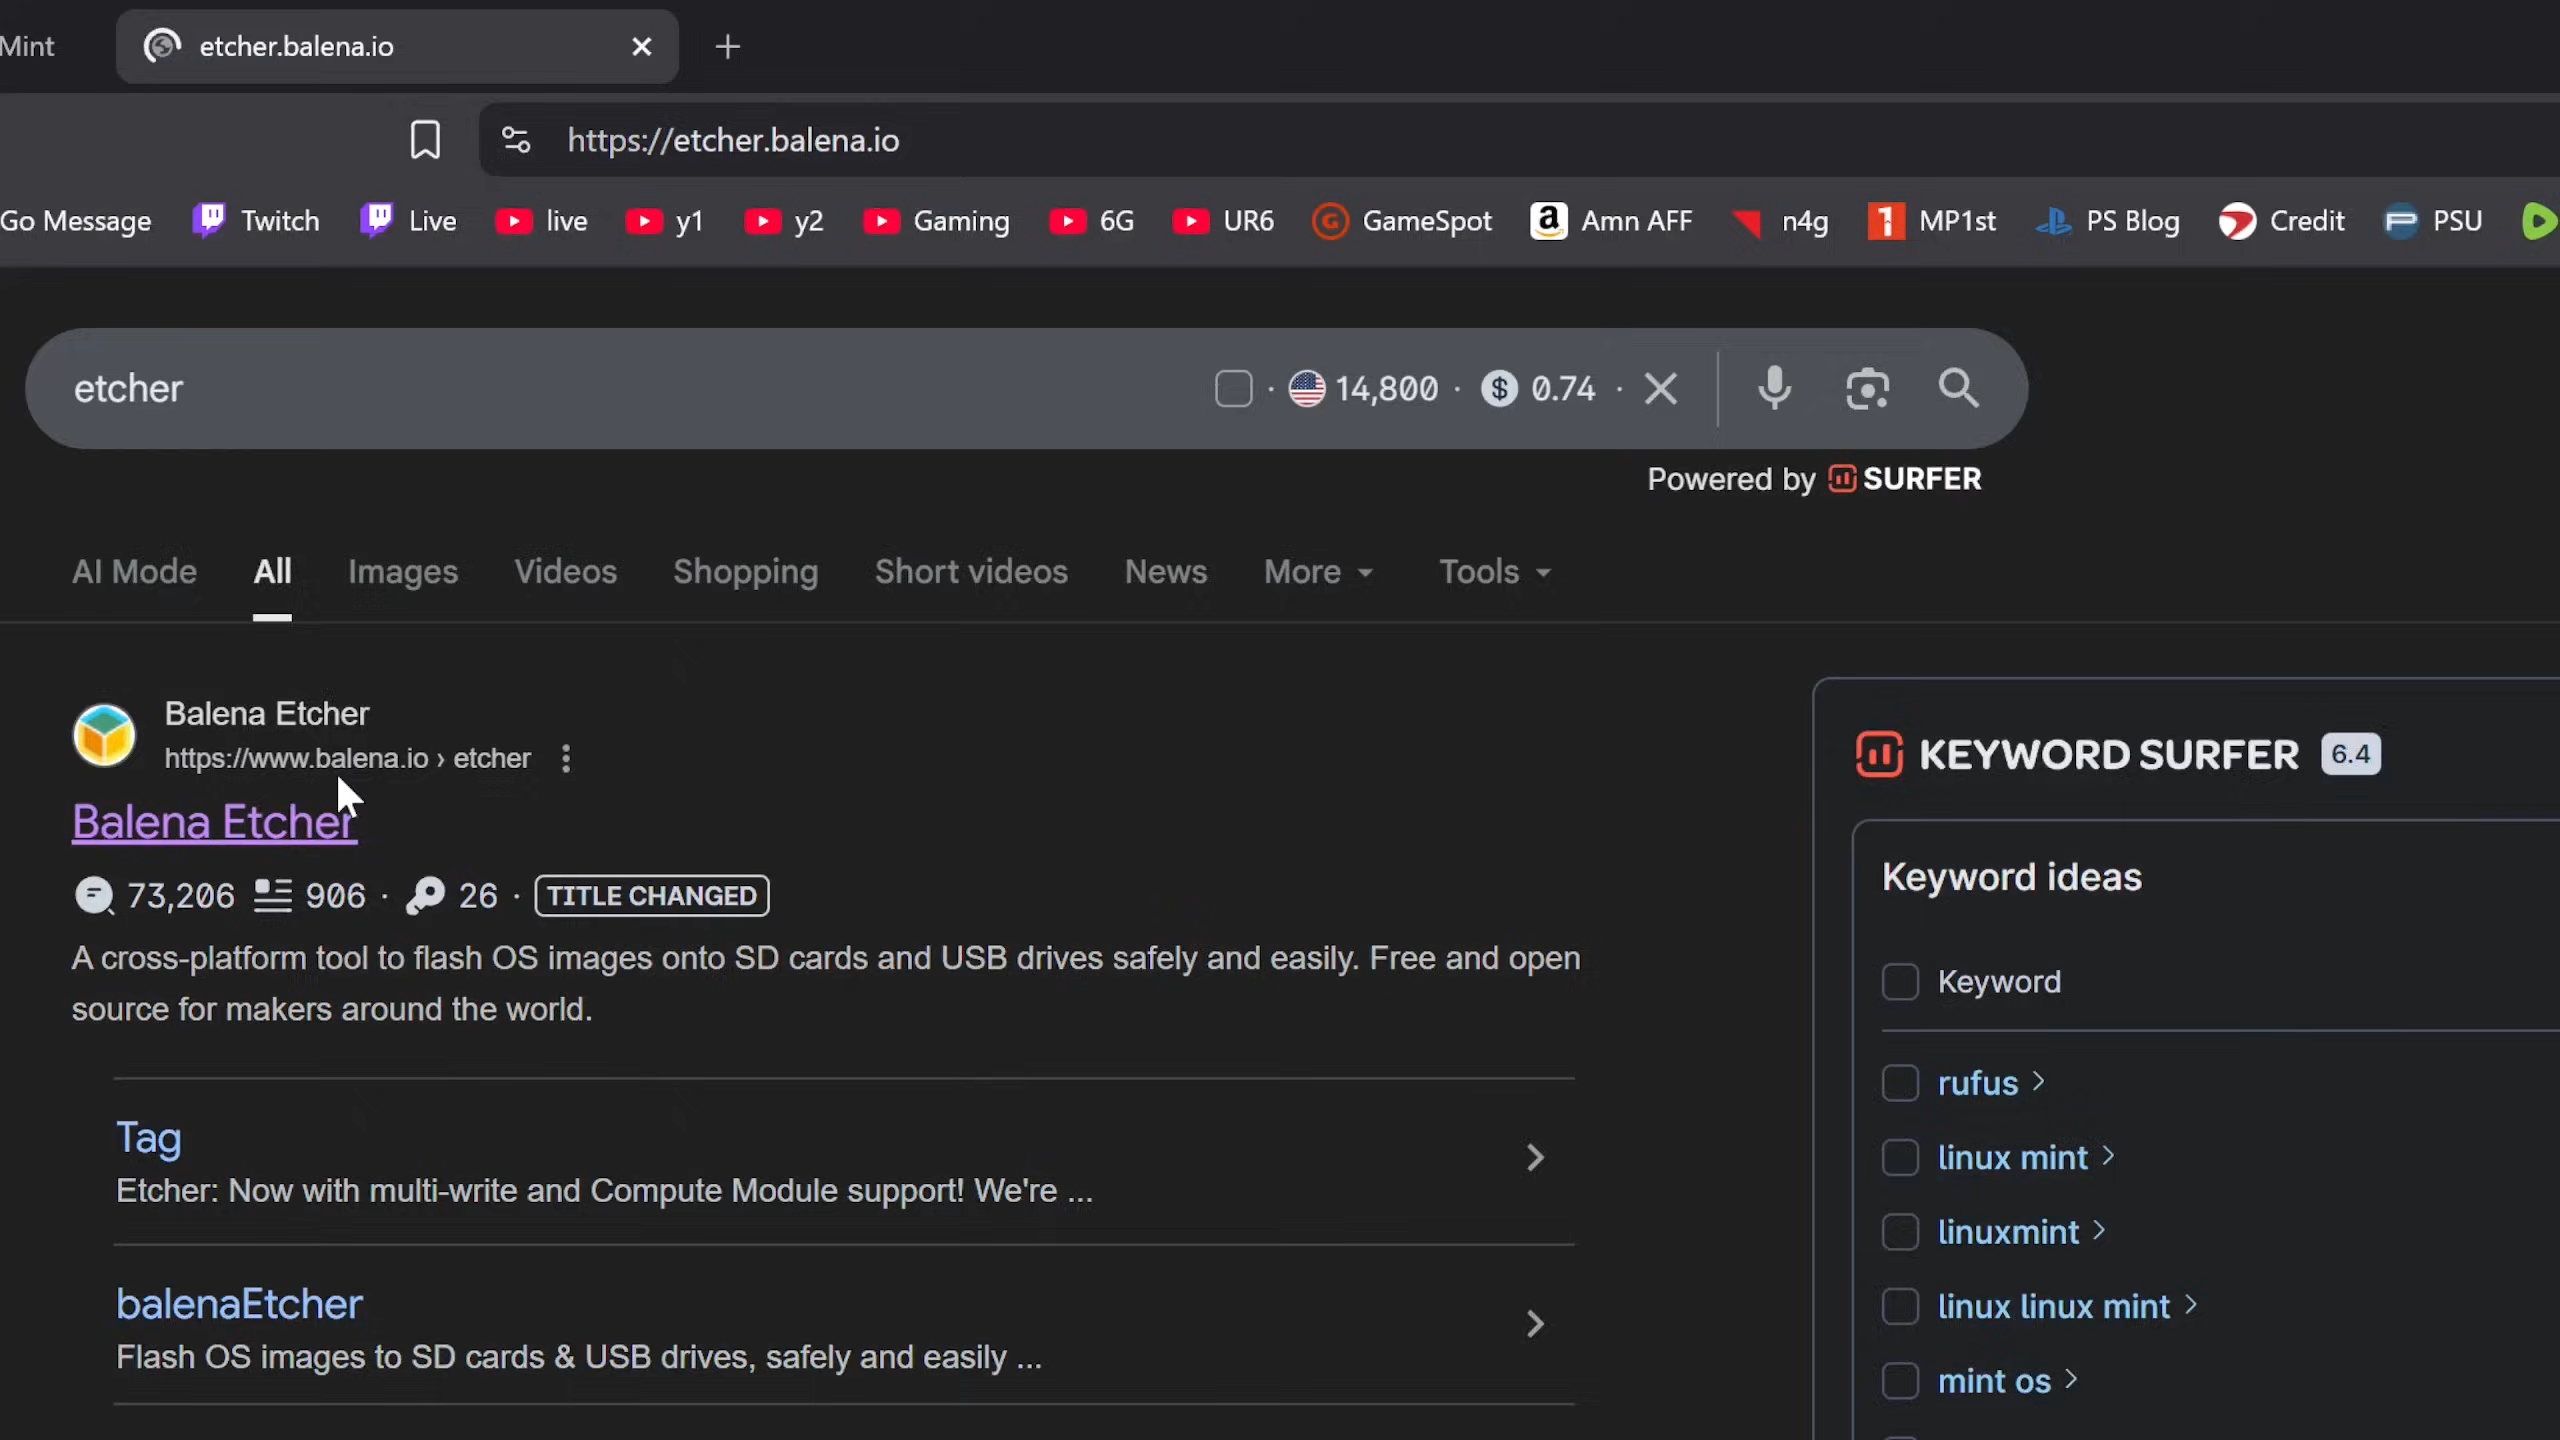 Mint
etcher.balena.io
https://etcher.balena.io
Go Message Twitch Live live y1 y2 Gaming 6G UR6 GameSpot Amn AFF n4g MP1st PS Blog Credit PSU
etcher 14,800 · $ 0.74 ·
Powered by SURFER
AI Mode All Images Videos Shopping Short videos News More Tools
Balena Etcher
https://www.balena.io › etcher
Balena Etcher
73,206 906 · 26 · TITLE CHANGED
A cross-platform tool to flash OS images onto SD cards and USB drives safely and easily. Free and open
source for makers around the world.
Tag
Etcher: Now with multi-write and Compute Module support! We're ...
balenaEtcher
Flash OS images to SD cards & USB drives, safely and easily ...
KEYWORD SURFER 6.4
Keyword ideas
Keyword
rufus
linux mint
linuxmint
linux linux mint
mint os